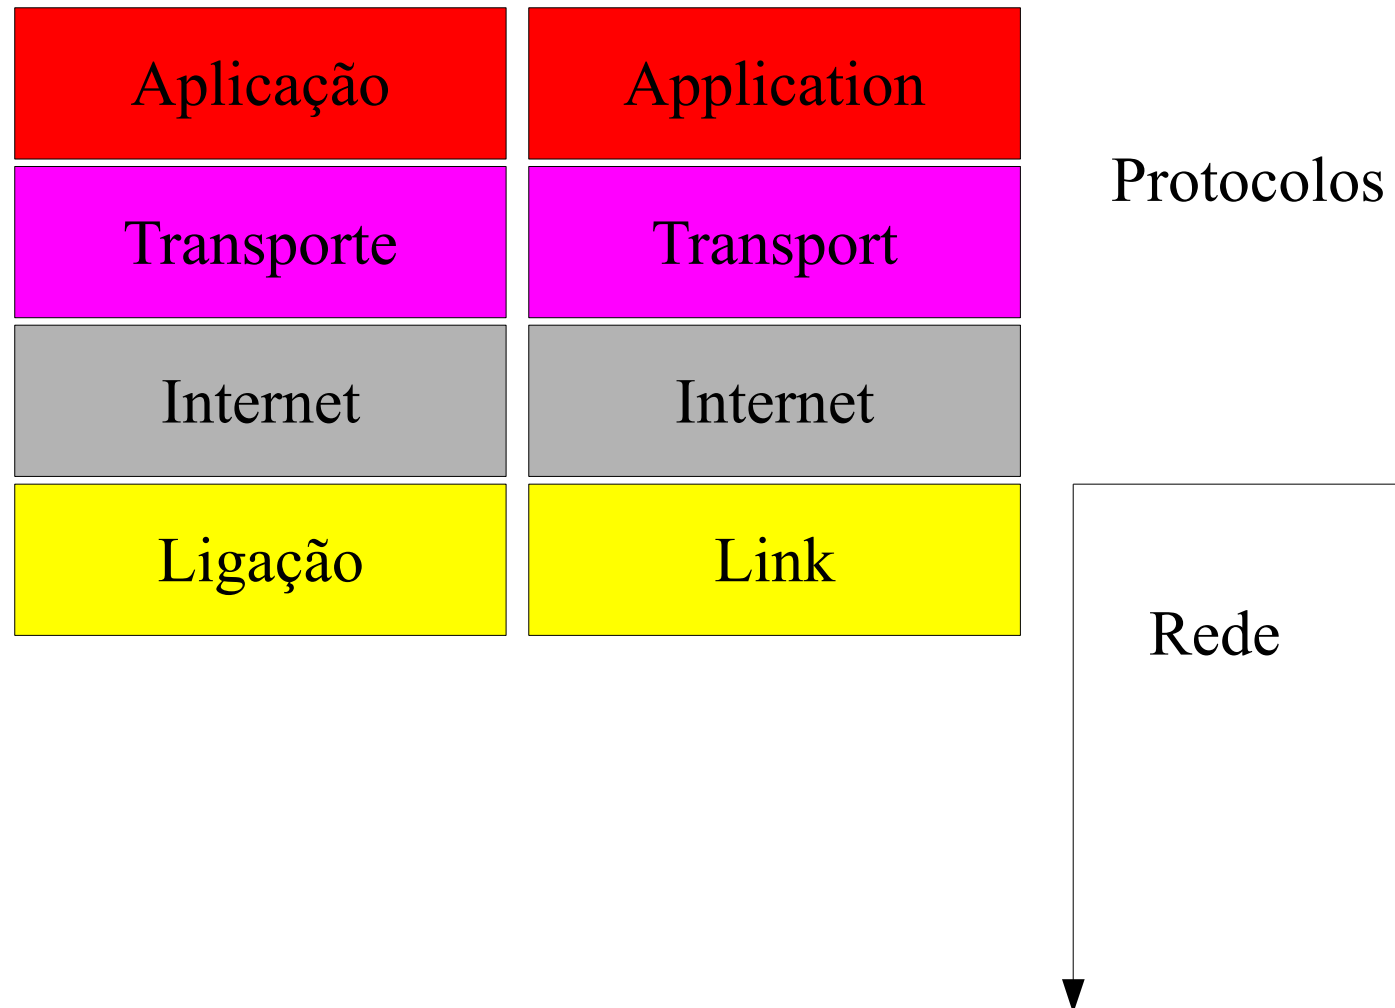 Aplicação Application
Protocolos
Transporte Transport
Internet Internet
Ligação Link
Rede